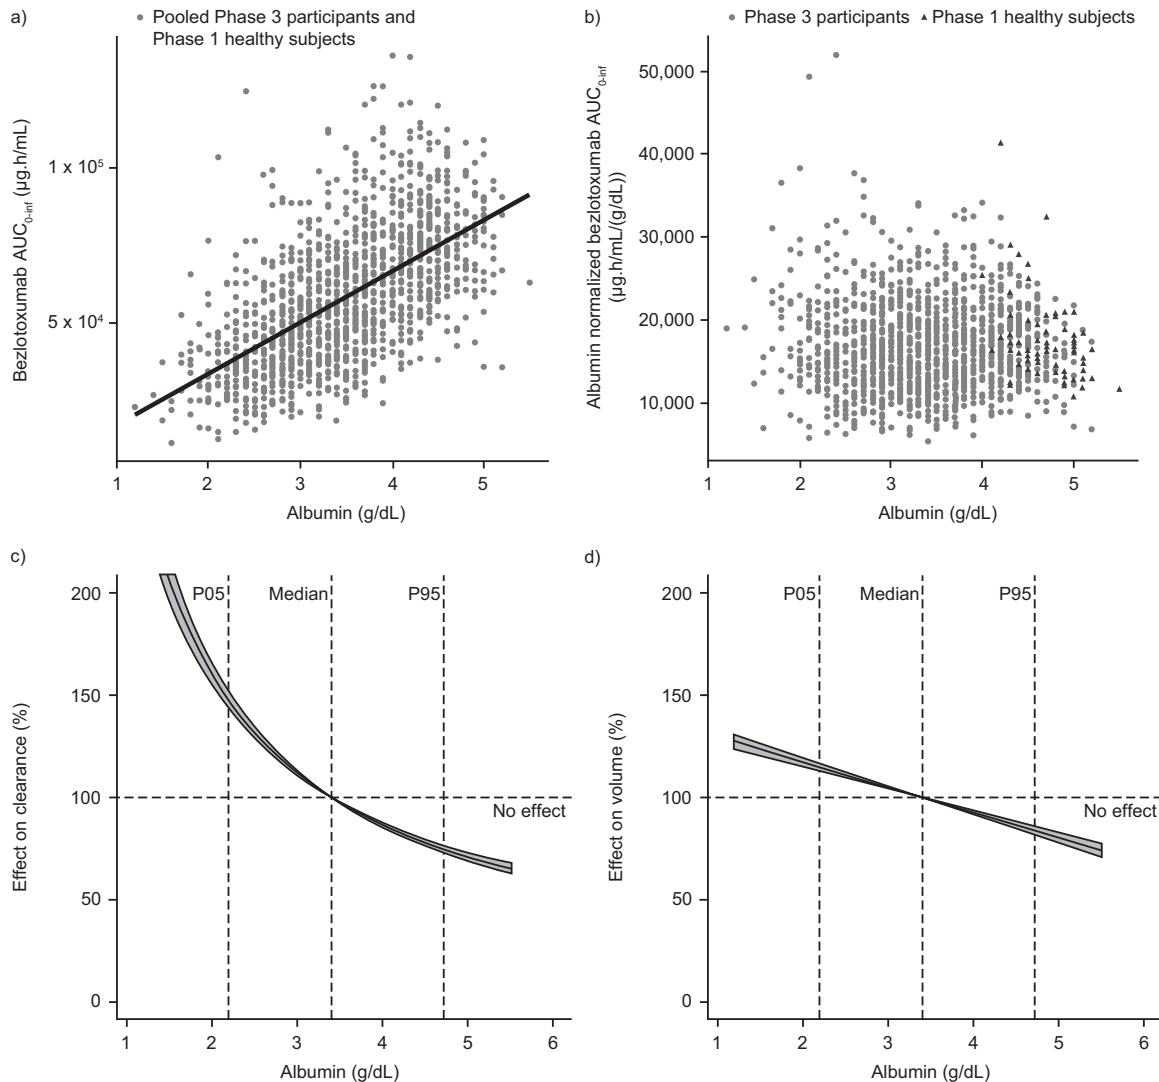 a)
Pooled Phase 3 participants and
Phase 1 healthy subjects
Bezlotoxumab AUC0-inf (µg.h/mL)
1 x 10⁵
5 x 10⁴
1 2 3 4 5
Albumin (g/dL)
b)
Phase 3 participants Phase 1 healthy subjects
Albumin normalized bezlotoxumab AUC0-inf
(µg.h/mL/(g/dL))
50,000
40,000
30,000
20,000
10,000
1 2 3 4 5
Albumin (g/dL)
c)
Effect on clearance (%)
200
150
100
50
0
P05 Median P95
No effect
1 2 3 4 5 6
Albumin (g/dL)
d)
Effect on volume (%)
200
150
100
50
0
P05 Median P95
No effect
1 2 3 4 5 6
Albumin (g/dL)